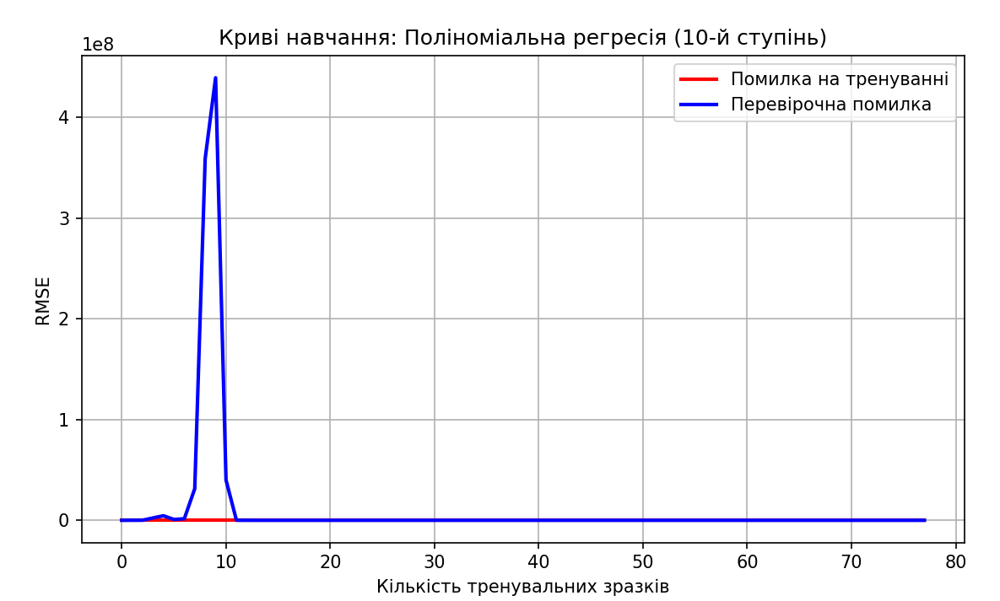 Криві навчання: Поліноміальна регресія (10-й ступінь)
1e8
Помилка на тренуванні
Перевірочна помилка
4
3
2
1
0
RMSE
0 10 20 30 40 50 60 70 80
Кількість тренувальних зразків